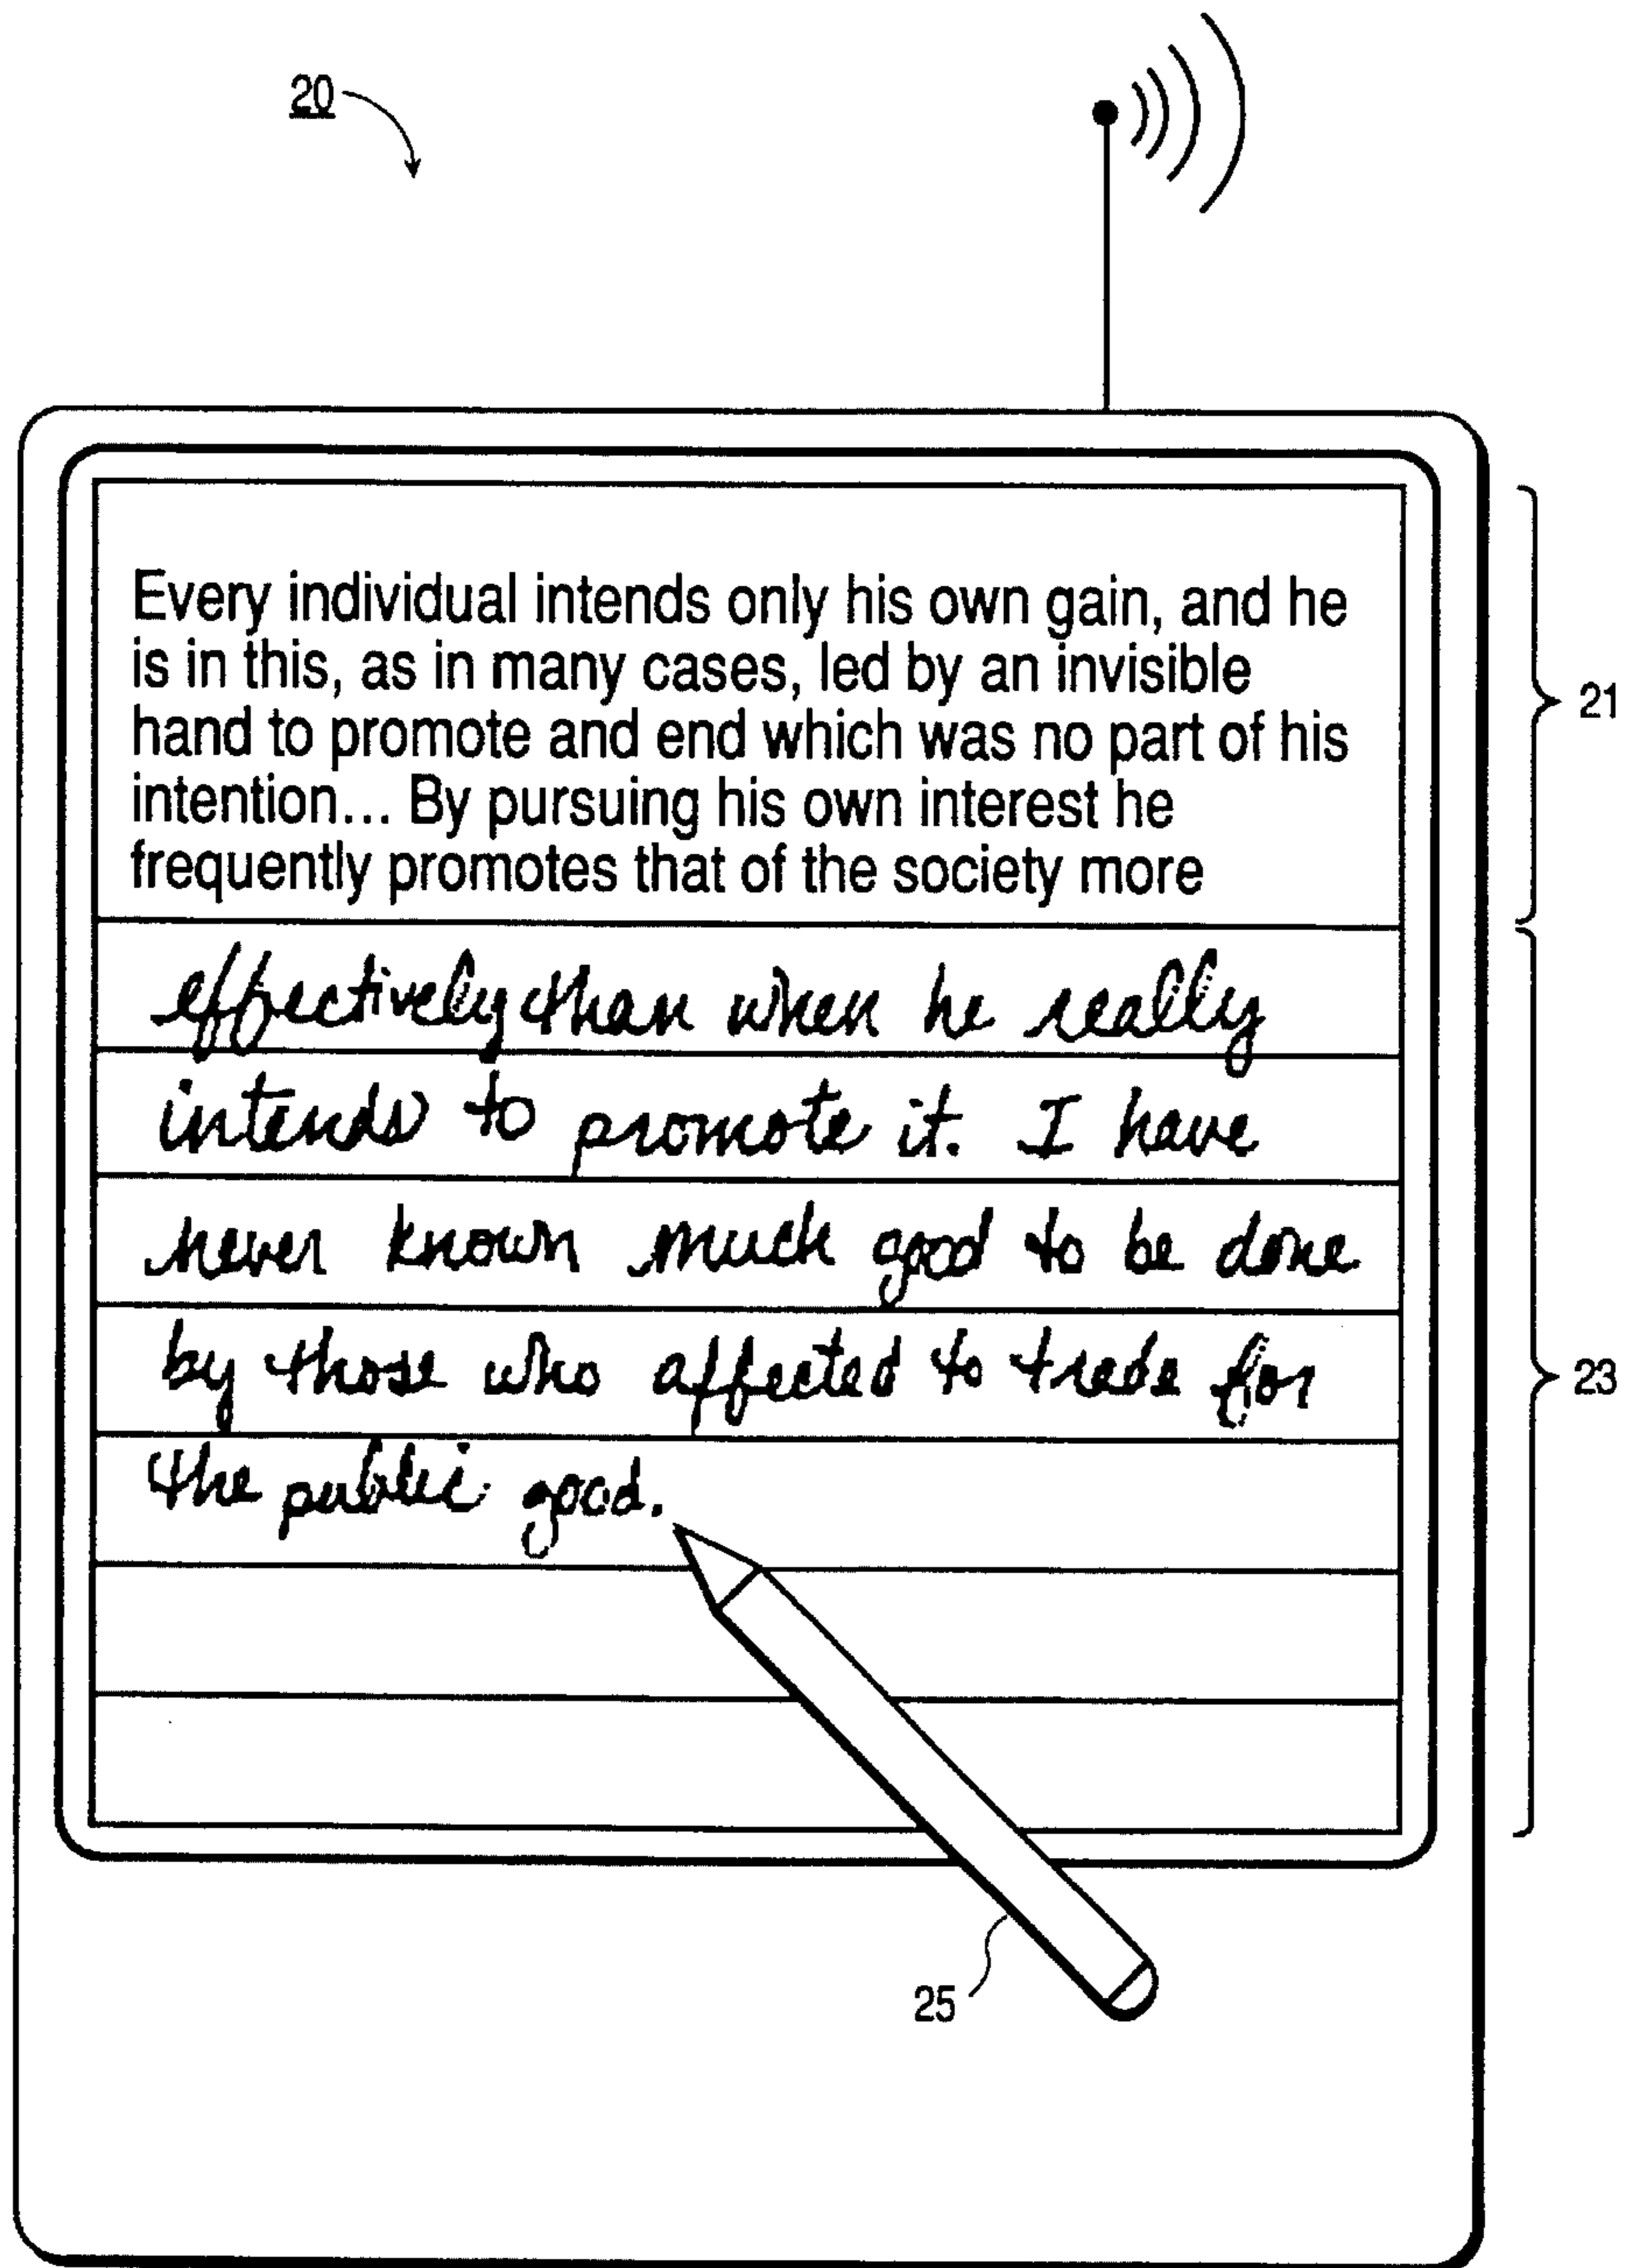 20
Every individual intends only his own gain, and he
is in this, as in many cases, led by an invisible
hand to promote and end which was no part of his
intention... By pursuing his own interest he
frequently promotes that of the society more
21
effectively than when he really
intends to promote it. I have
never known much good to be done
by those who affected to trade for
the public good.
23
25